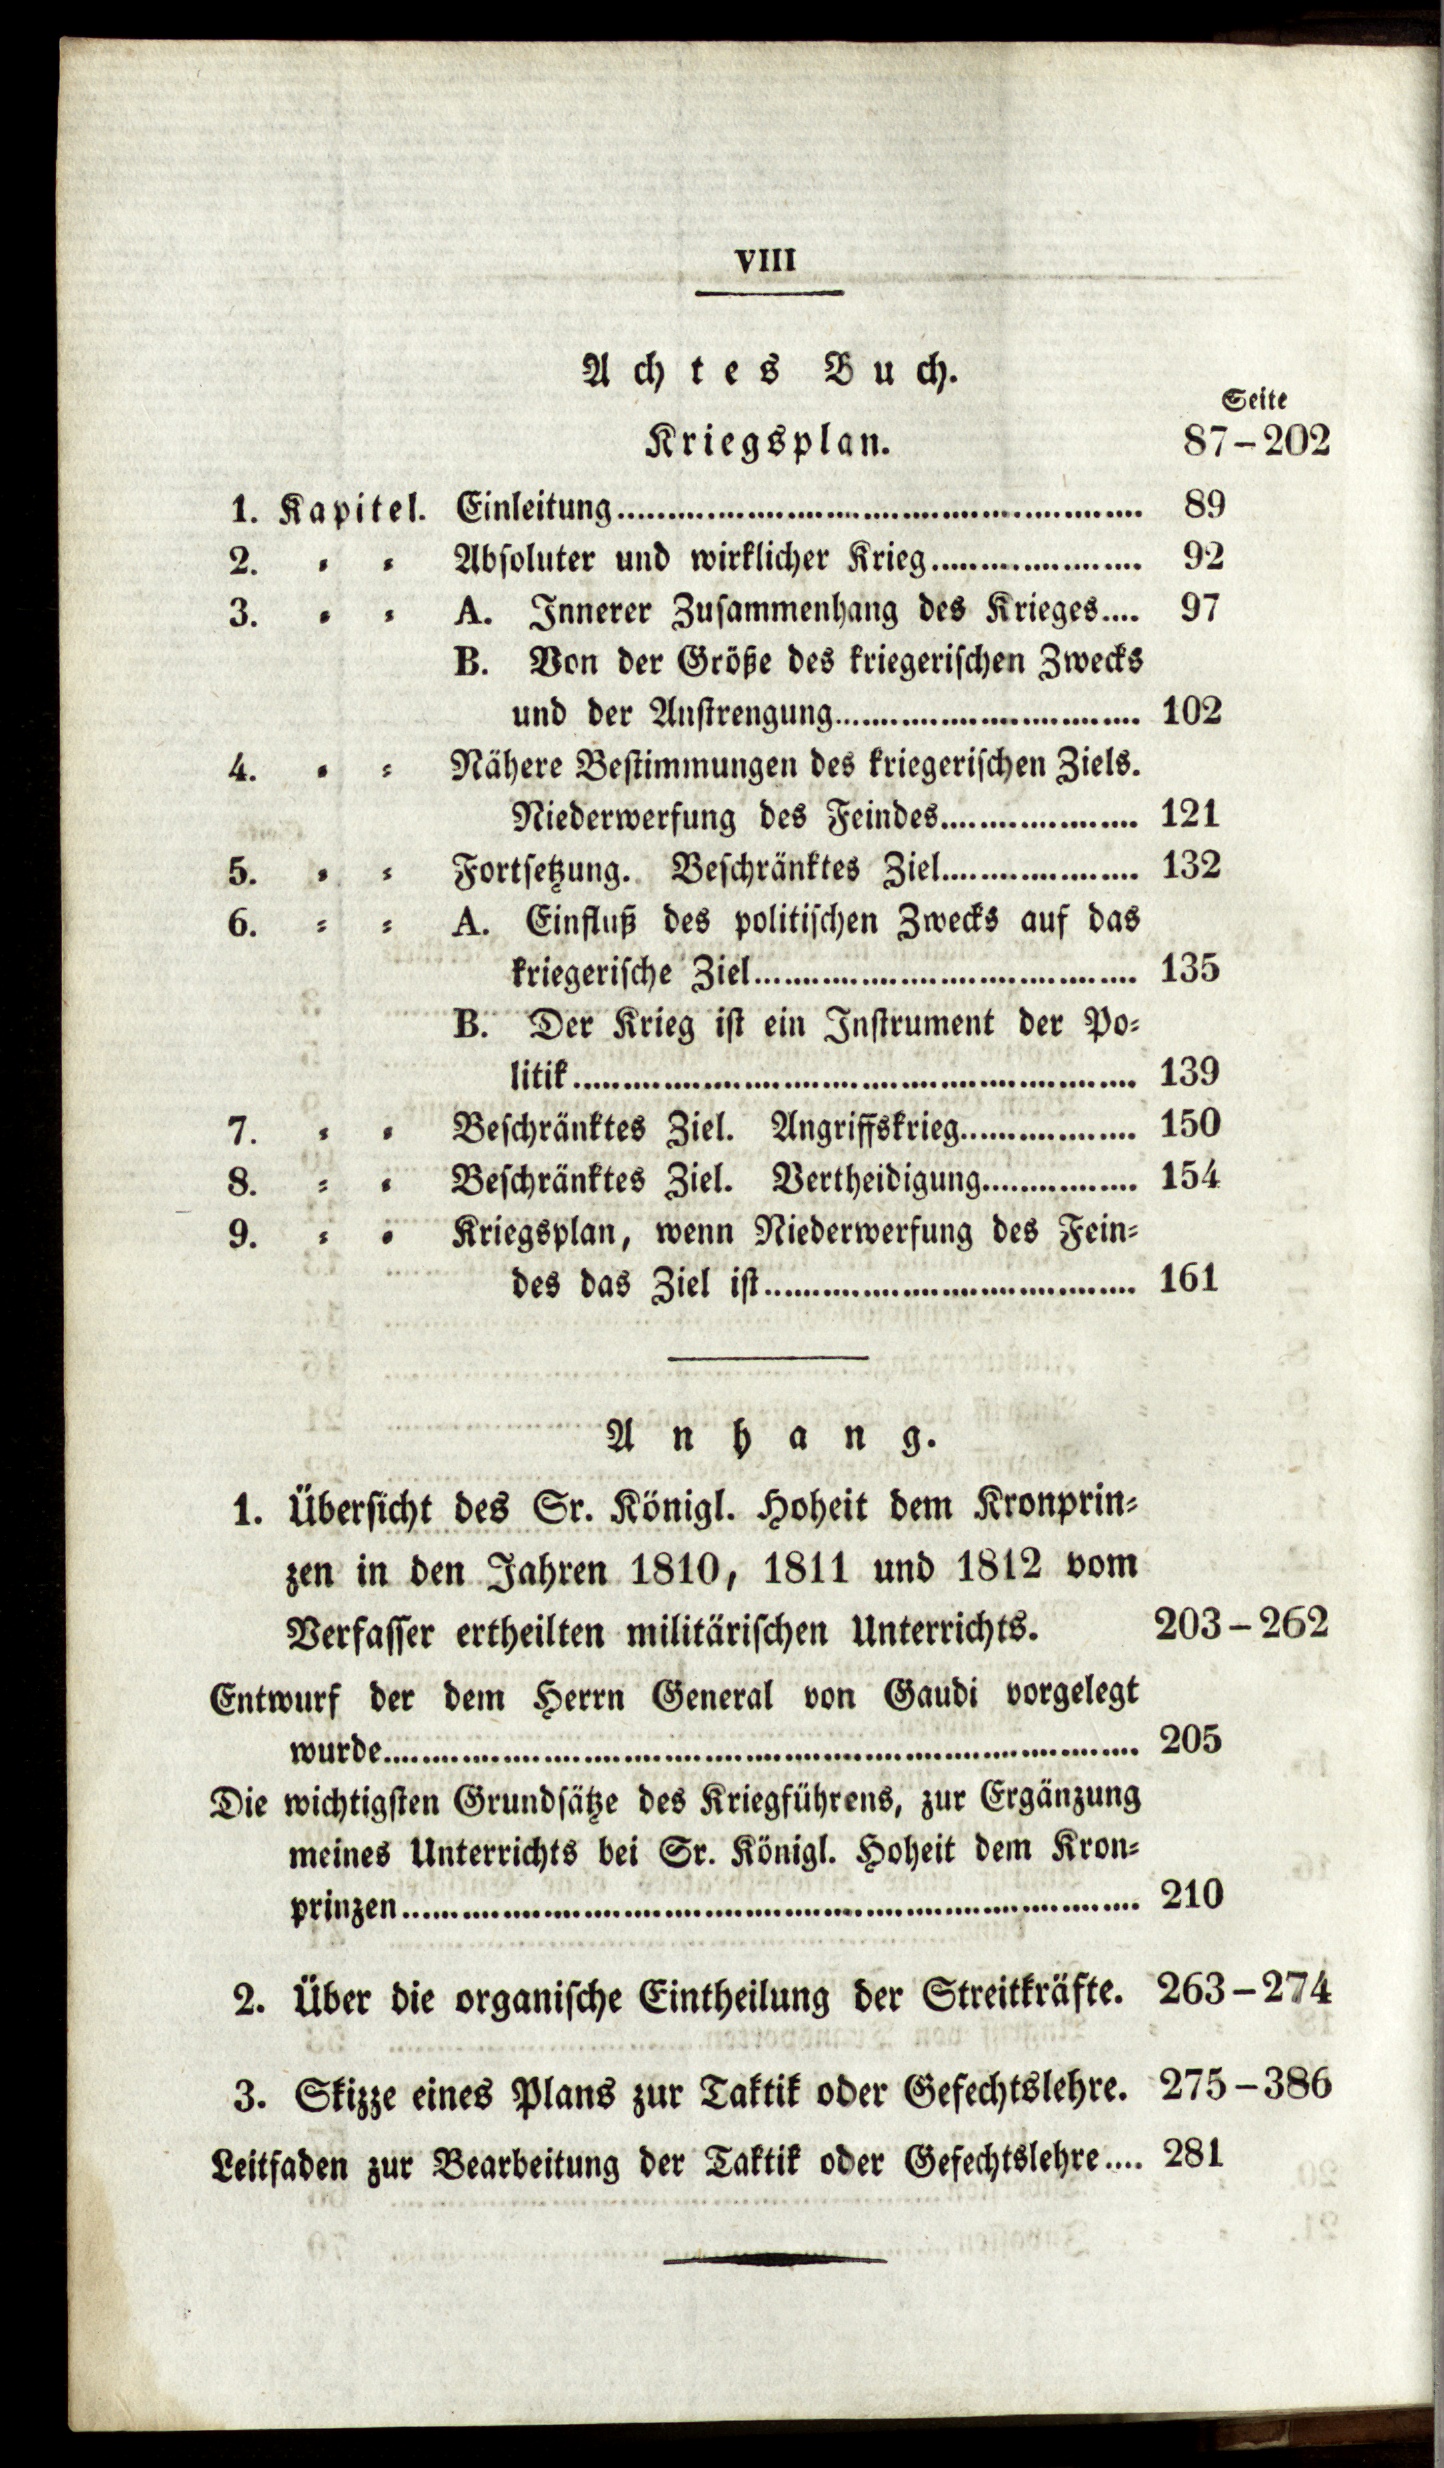 VIII
Achtes Buch.
Seite
Kriegsplan. 87–202
1. Kapitel. Einleitung........ 89
2. = = Absoluter und wirklicher Krieg........ 92
3. = = A. Innerer Zusammenhang des Krieges.... 97
B. Von der Größe des kriegerischen Zwecks
und der Anstrengung........ 102
4. = = Nähere Bestimmungen des kriegerischen Ziels.
Niederwerfung des Feindes........ 121
5. = = Fortsetzung. Beschränktes Ziel........ 132
6. = = A. Einfluß des politischen Zwecks auf das
kriegerische Ziel........ 135
B. Der Krieg ist ein Instrument der Po=
litik........ 139
7. = = Beschränktes Ziel. Angriffskrieg........ 150
8. = = Beschränktes Ziel. Vertheidigung........ 154
9. = = Kriegsplan, wenn Niederwerfung des Fein=
des das Ziel ist........ 161
Anhang.
1. Übersicht des Sr. Königl. Hoheit dem Kronprin=
zen in den Jahren 1810, 1811 und 1812 vom
Verfasser ertheilten militärischen Unterrichts. 203–262
Entwurf der dem Herrn General von Gaudi vorgelegt
wurde........ 205
Die wichtigsten Grundsätze des Kriegführens, zur Ergänzung
meines Unterrichts bei Sr. Königl. Hoheit dem Kron=
prinzen........ 210
2. Über die organische Eintheilung der Streitkräfte. 263–274
3. Skizze eines Plans zur Taktik oder Gefechtslehre. 275–386
Leitfaden zur Bearbeitung der Taktik oder Gefechtslehre.... 281